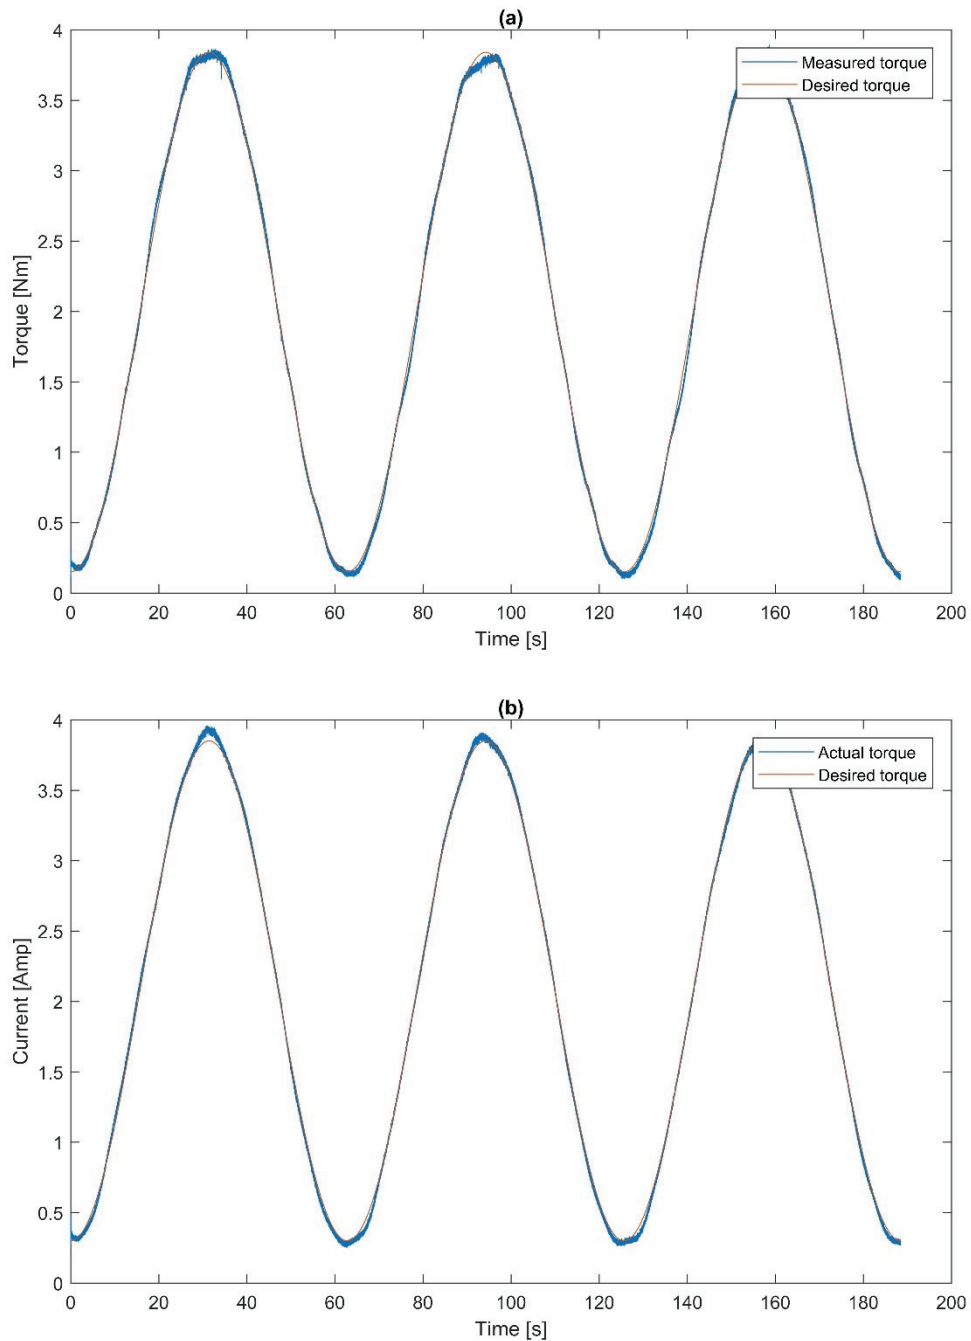 (a)
4
3.5
3
2.5
2
1.5
1
0.5
0
Torque [Nm]
Measured torque
Desired torque
0 20 40 60 80 100 120 140 160 180 200
Time [s]
(b)
4
3.5
3
2.5
2
1.5
1
0.5
0
Current [Amp]
Actual torque
Desired torque
0 20 40 60 80 100 120 140 160 180 200
Time [s]